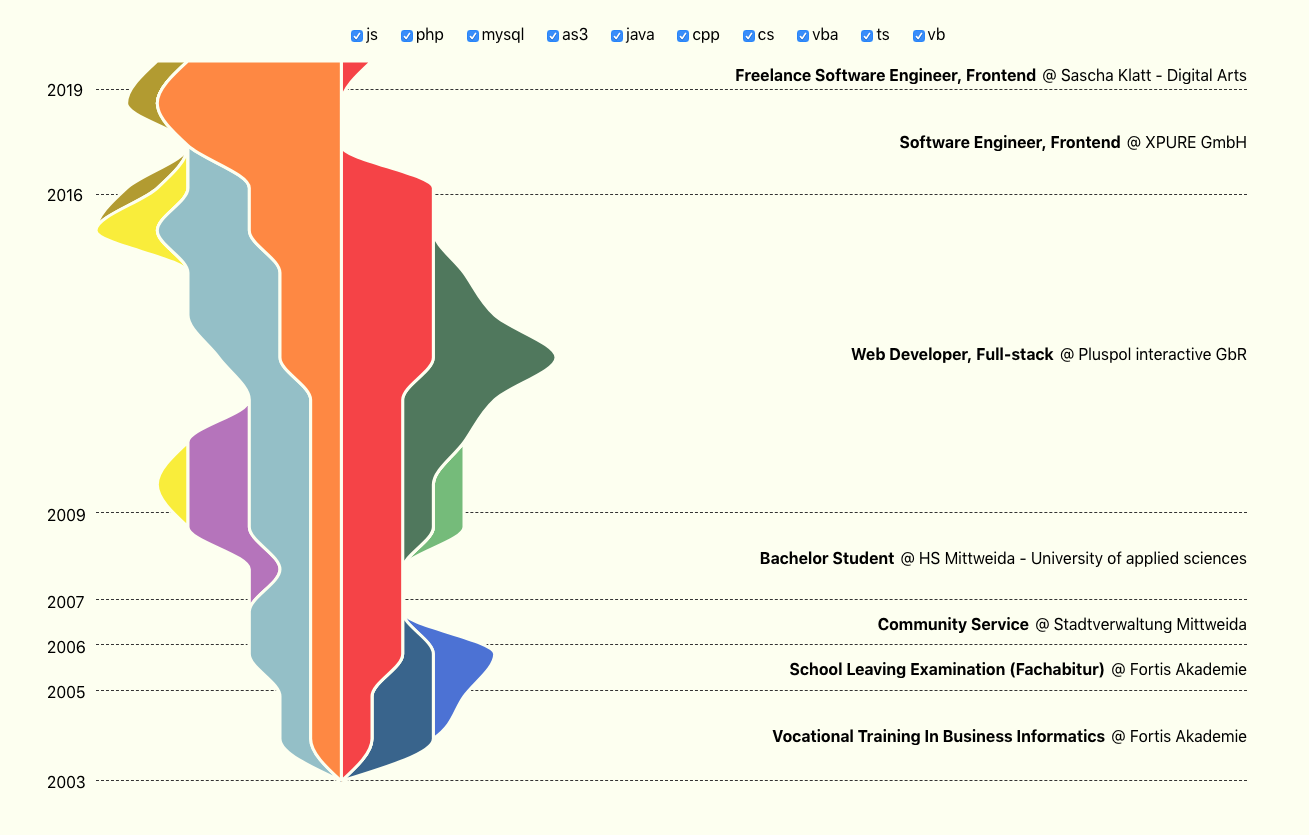 js php mysql as3 java cpp cs vba ts vb
Freelance Software Engineer, Frontend @ Sascha Klatt - Digital Arts
2019
Software Engineer, Frontend @ XPURE GmbH
2016
Web Developer, Full-stack @ Pluspol interactive GbR
2009
Bachelor Student @ HS Mittweida - University of applied sciences
2007
Community Service @ Stadtverwaltung Mittweida
2006
School Leaving Examination (Fachabitur) @ Fortis Akademie
2005
Vocational Training In Business Informatics @ Fortis Akademie
2003